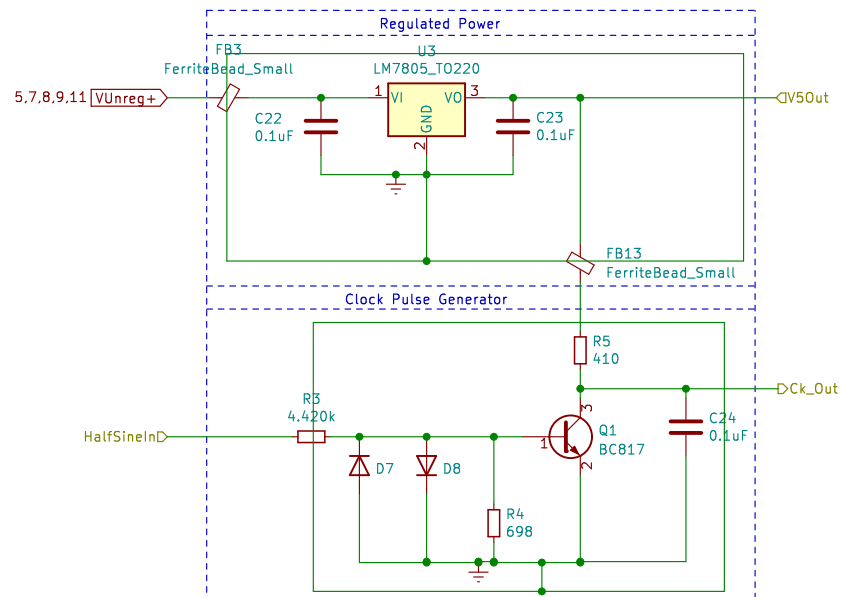 Regulated Power
FB3
FerriteBead_Small
U3
LM7805_TO220
5,7,8,9,11
VUnreg+
1
VI
VO
3
GND
2
C22
0.1uF
C23
0.1uF
V5Out
FB13
FerriteBead_Small
Clock Pulse Generator
R5
410
Ck_Out
R3
4.420k
HalfSineIn
3
1
2
Q1
BC817
C24
0.1uF
D7
D8
R4
698